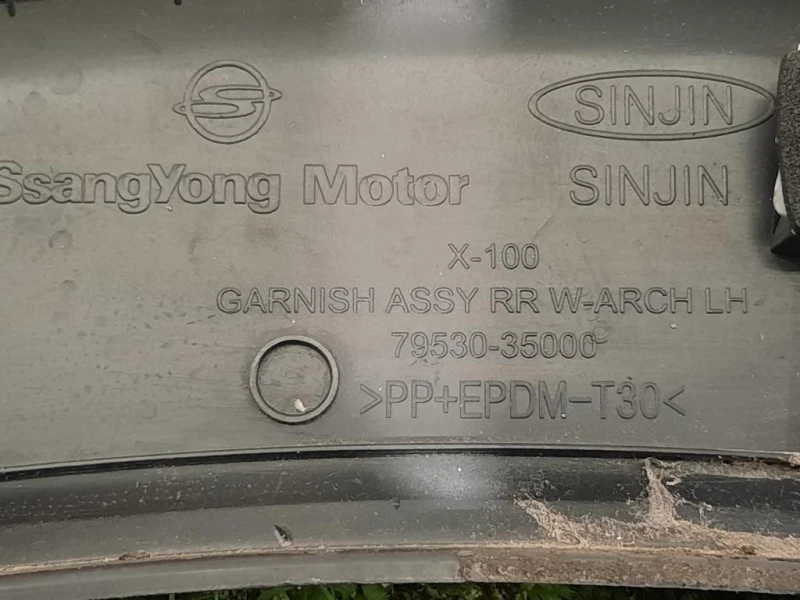 SINJIN
SsangYong Motor
SINJIN
X-100
GARNISH ASSY RR W-ARCH LH
79530-35000
>PP+EPDM-T30<